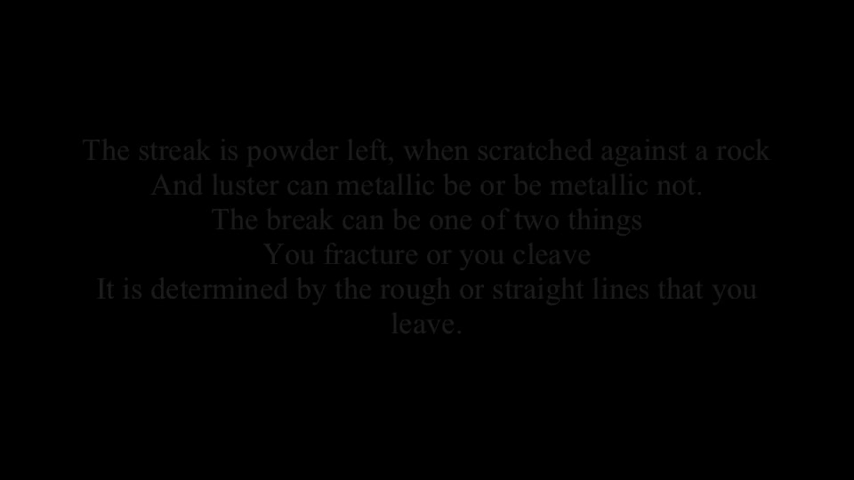 The streak is powder left, when scratched against a rock
And luster can metallic be or be metallic not.
The break can be one of two things
You fracture or you cleave
It is determined by the rough or straight lines that you
leave.